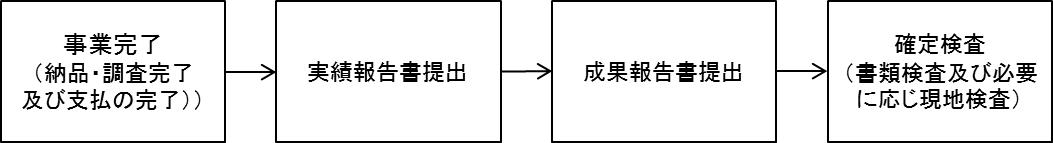 事業完了
（納品・調査完了
及び支払の完了））
実績報告書提出
成果報告書提出
確定検査
（書類検査及び必要
に応じ現地検査）